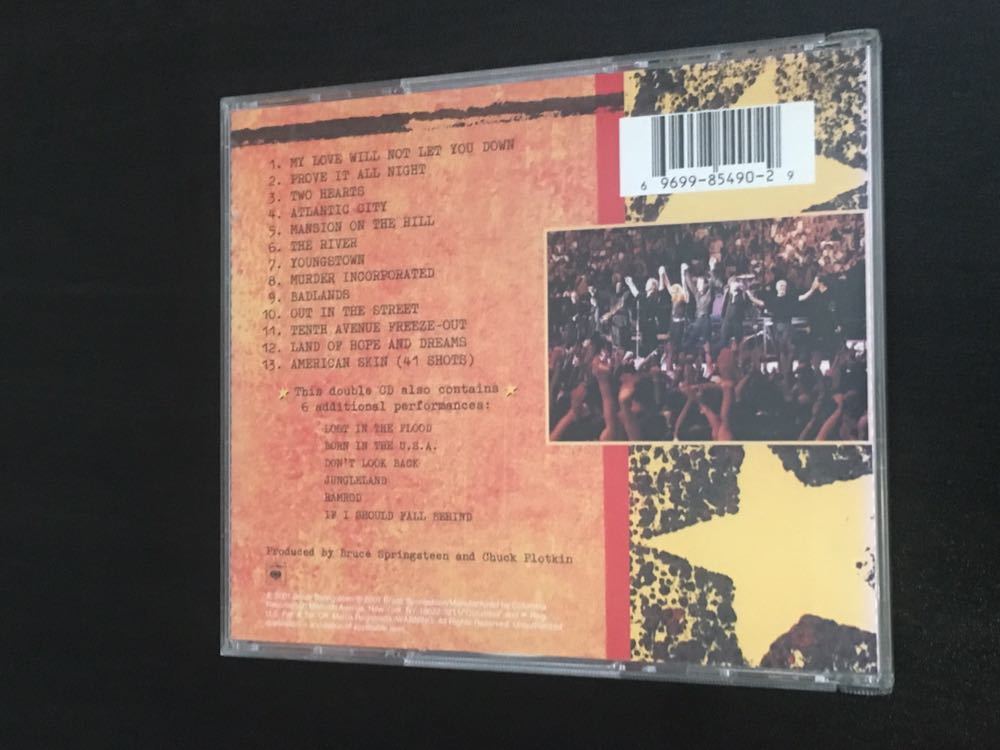 1. MY LOVE WILL NOT LET YOU DOWN
2. PROVE IT ALL NIGHT
3. TWO HEARTS
4. ATLANTIC CITY
5. MANSION ON THE HILL
6. THE RIVER
7. YOUNGSTOWN
8. MURDER INCORPORATED
9. BADLANDS
10. OUT IN THE STREET
11. TENTH AVENUE FREEZE-OUT
12. LAND OF HOPE AND DREAMS
13. AMERICAN SKIN (41 SHOTS)
This double CD also contains
6 additional performances:
LOST IN THE FLOOD
BORN IN THE U.S.A.
DON'T LOOK BACK
JUNGLELAND
RAMROD
IF I SHOULD FALL BEHIND
Produced by Bruce Springsteen and Chuck Plotkin
6 9699-85490-2 9